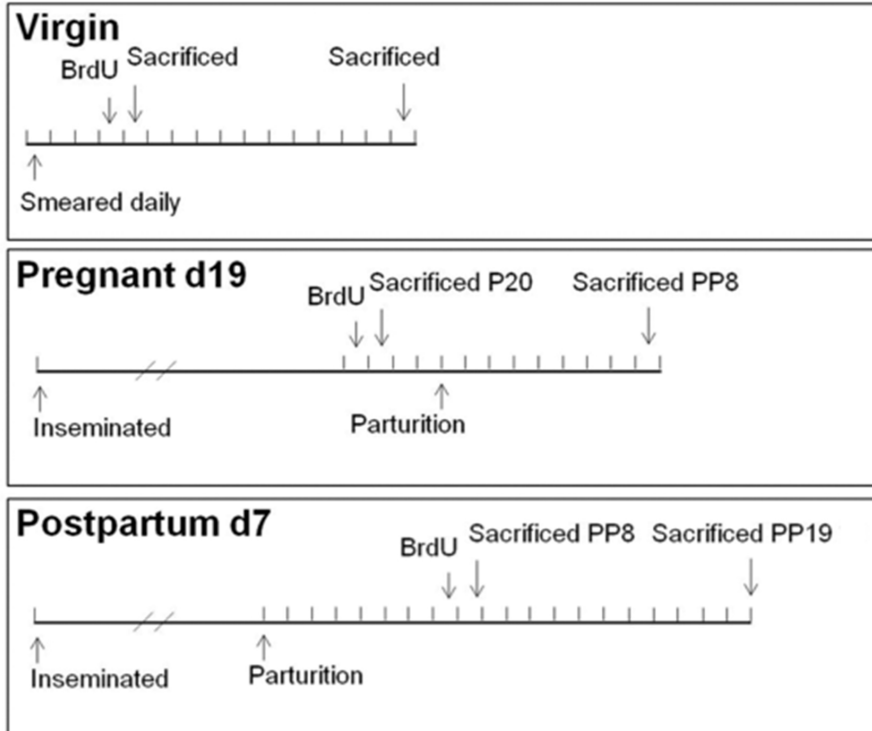 Virgin
BrdU
Sacrificed
Sacrificed
Smeared daily
Pregnant d19
BrdU
Sacrificed P20
Sacrificed PP8
Inseminated
Parturition
Postpartum d7
BrdU
Sacrificed PP8
Sacrificed PP19
Inseminated
Parturition